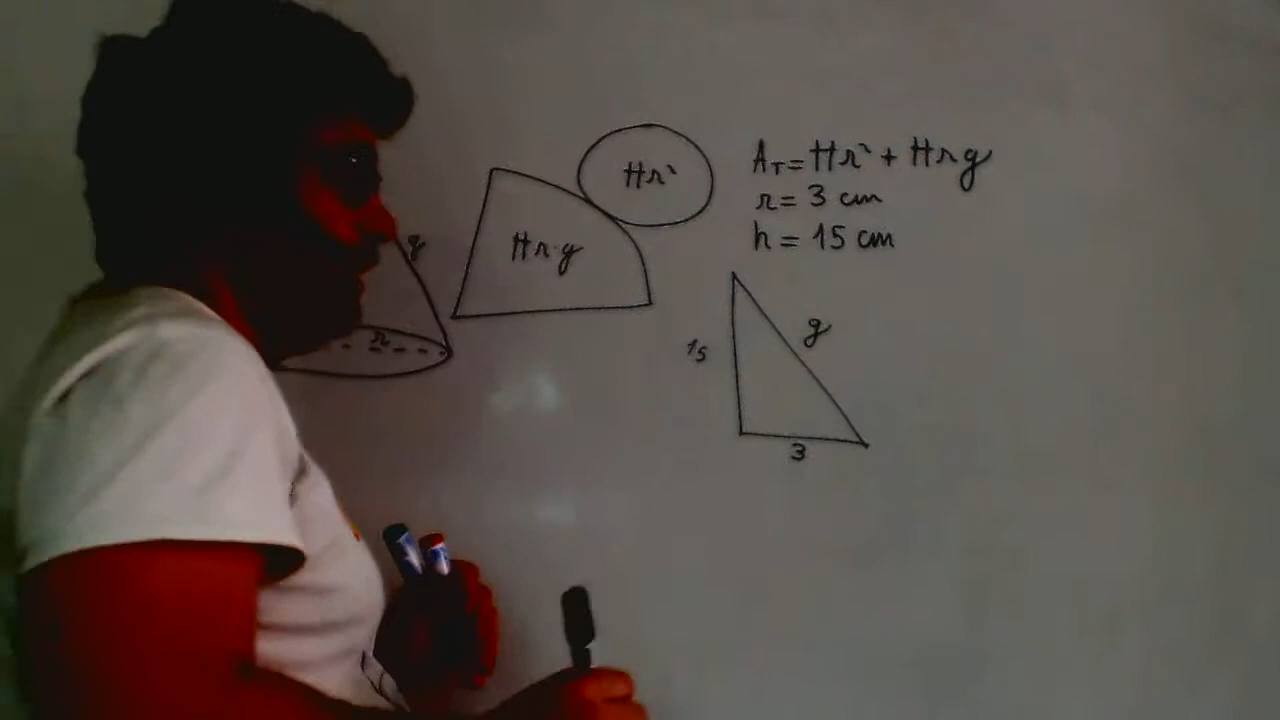 g
r
πr²
πr·g
A_T = πr² + πrg
r = 3 cm
h = 15 cm
15
g
3